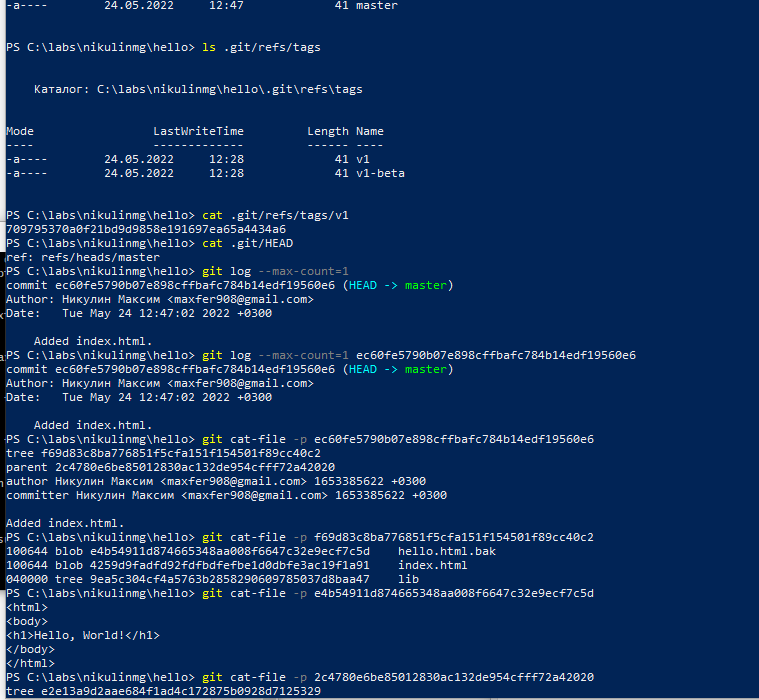 -a---- 24.05.2022 12:47 41 master
PS C:\labs\nikulinmg\hello> ls .git/refs/tags
Каталог: C:\labs\nikulinmg\hello\.git\refs\tags
Mode LastWriteTime Length Name
---- ------------- ------ ----
-a---- 24.05.2022 12:28 41 v1
-a---- 24.05.2022 12:28 41 v1-beta
PS C:\labs\nikulinmg\hello> cat .git/refs/tags/v1
709795370a0f21bd9d9858e191697ea65a4434a6
PS C:\labs\nikulinmg\hello> cat .git/HEAD
ref: refs/heads/master
PS C:\labs\nikulinmg\hello> git log --max-count=1
commit ec60fe5790b07e898cffbafc784b14edf19560e6 (HEAD -> master)
Author: Никулин Максим <maxfer908@gmail.com>
Date: Tue May 24 12:47:02 2022 +0300
Added index.html.
PS C:\labs\nikulinmg\hello> git log --max-count=1 ec60fe5790b07e898cffbafc784b14edf19560e6
commit ec60fe5790b07e898cffbafc784b14edf19560e6 (HEAD -> master)
Author: Никулин Максим <maxfer908@gmail.com>
Date: Tue May 24 12:47:02 2022 +0300
Added index.html.
PS C:\labs\nikulinmg\hello> git cat-file -p ec60fe5790b07e898cffbafc784b14edf19560e6
tree f69d83c8ba776851f5cfa151f154501f89cc40c2
parent 2c4780e6be85012830ac132de954cfff72a42020
author Никулин Максим <maxfer908@gmail.com> 1653385622 +0300
committer Никулин Максим <maxfer908@gmail.com> 1653385622 +0300
Added index.html.
PS C:\labs\nikulinmg\hello> git cat-file -p f69d83c8ba776851f5cfa151f154501f89cc40c2
100644 blob e4b54911d874665348aa008f6647c32e9ecf7c5d hello.html.bak
100644 blob 4259d9fadfd92fdfbdfefbe1d0dbfe3ac19f1a91 index.html
040000 tree 9ea5c304cf4a5763b2858290609785037d8baa47 lib
PS C:\labs\nikulinmg\hello> git cat-file -p e4b54911d874665348aa008f6647c32e9ecf7c5d
<html>
<body>
<h1>Hello, World!</h1>
</body>
</html>
PS C:\labs\nikulinmg\hello> git cat-file -p 2c4780e6be85012830ac132de954cfff72a42020
tree e2e13a9d2aae684f1ad4c172875b0928d7125329